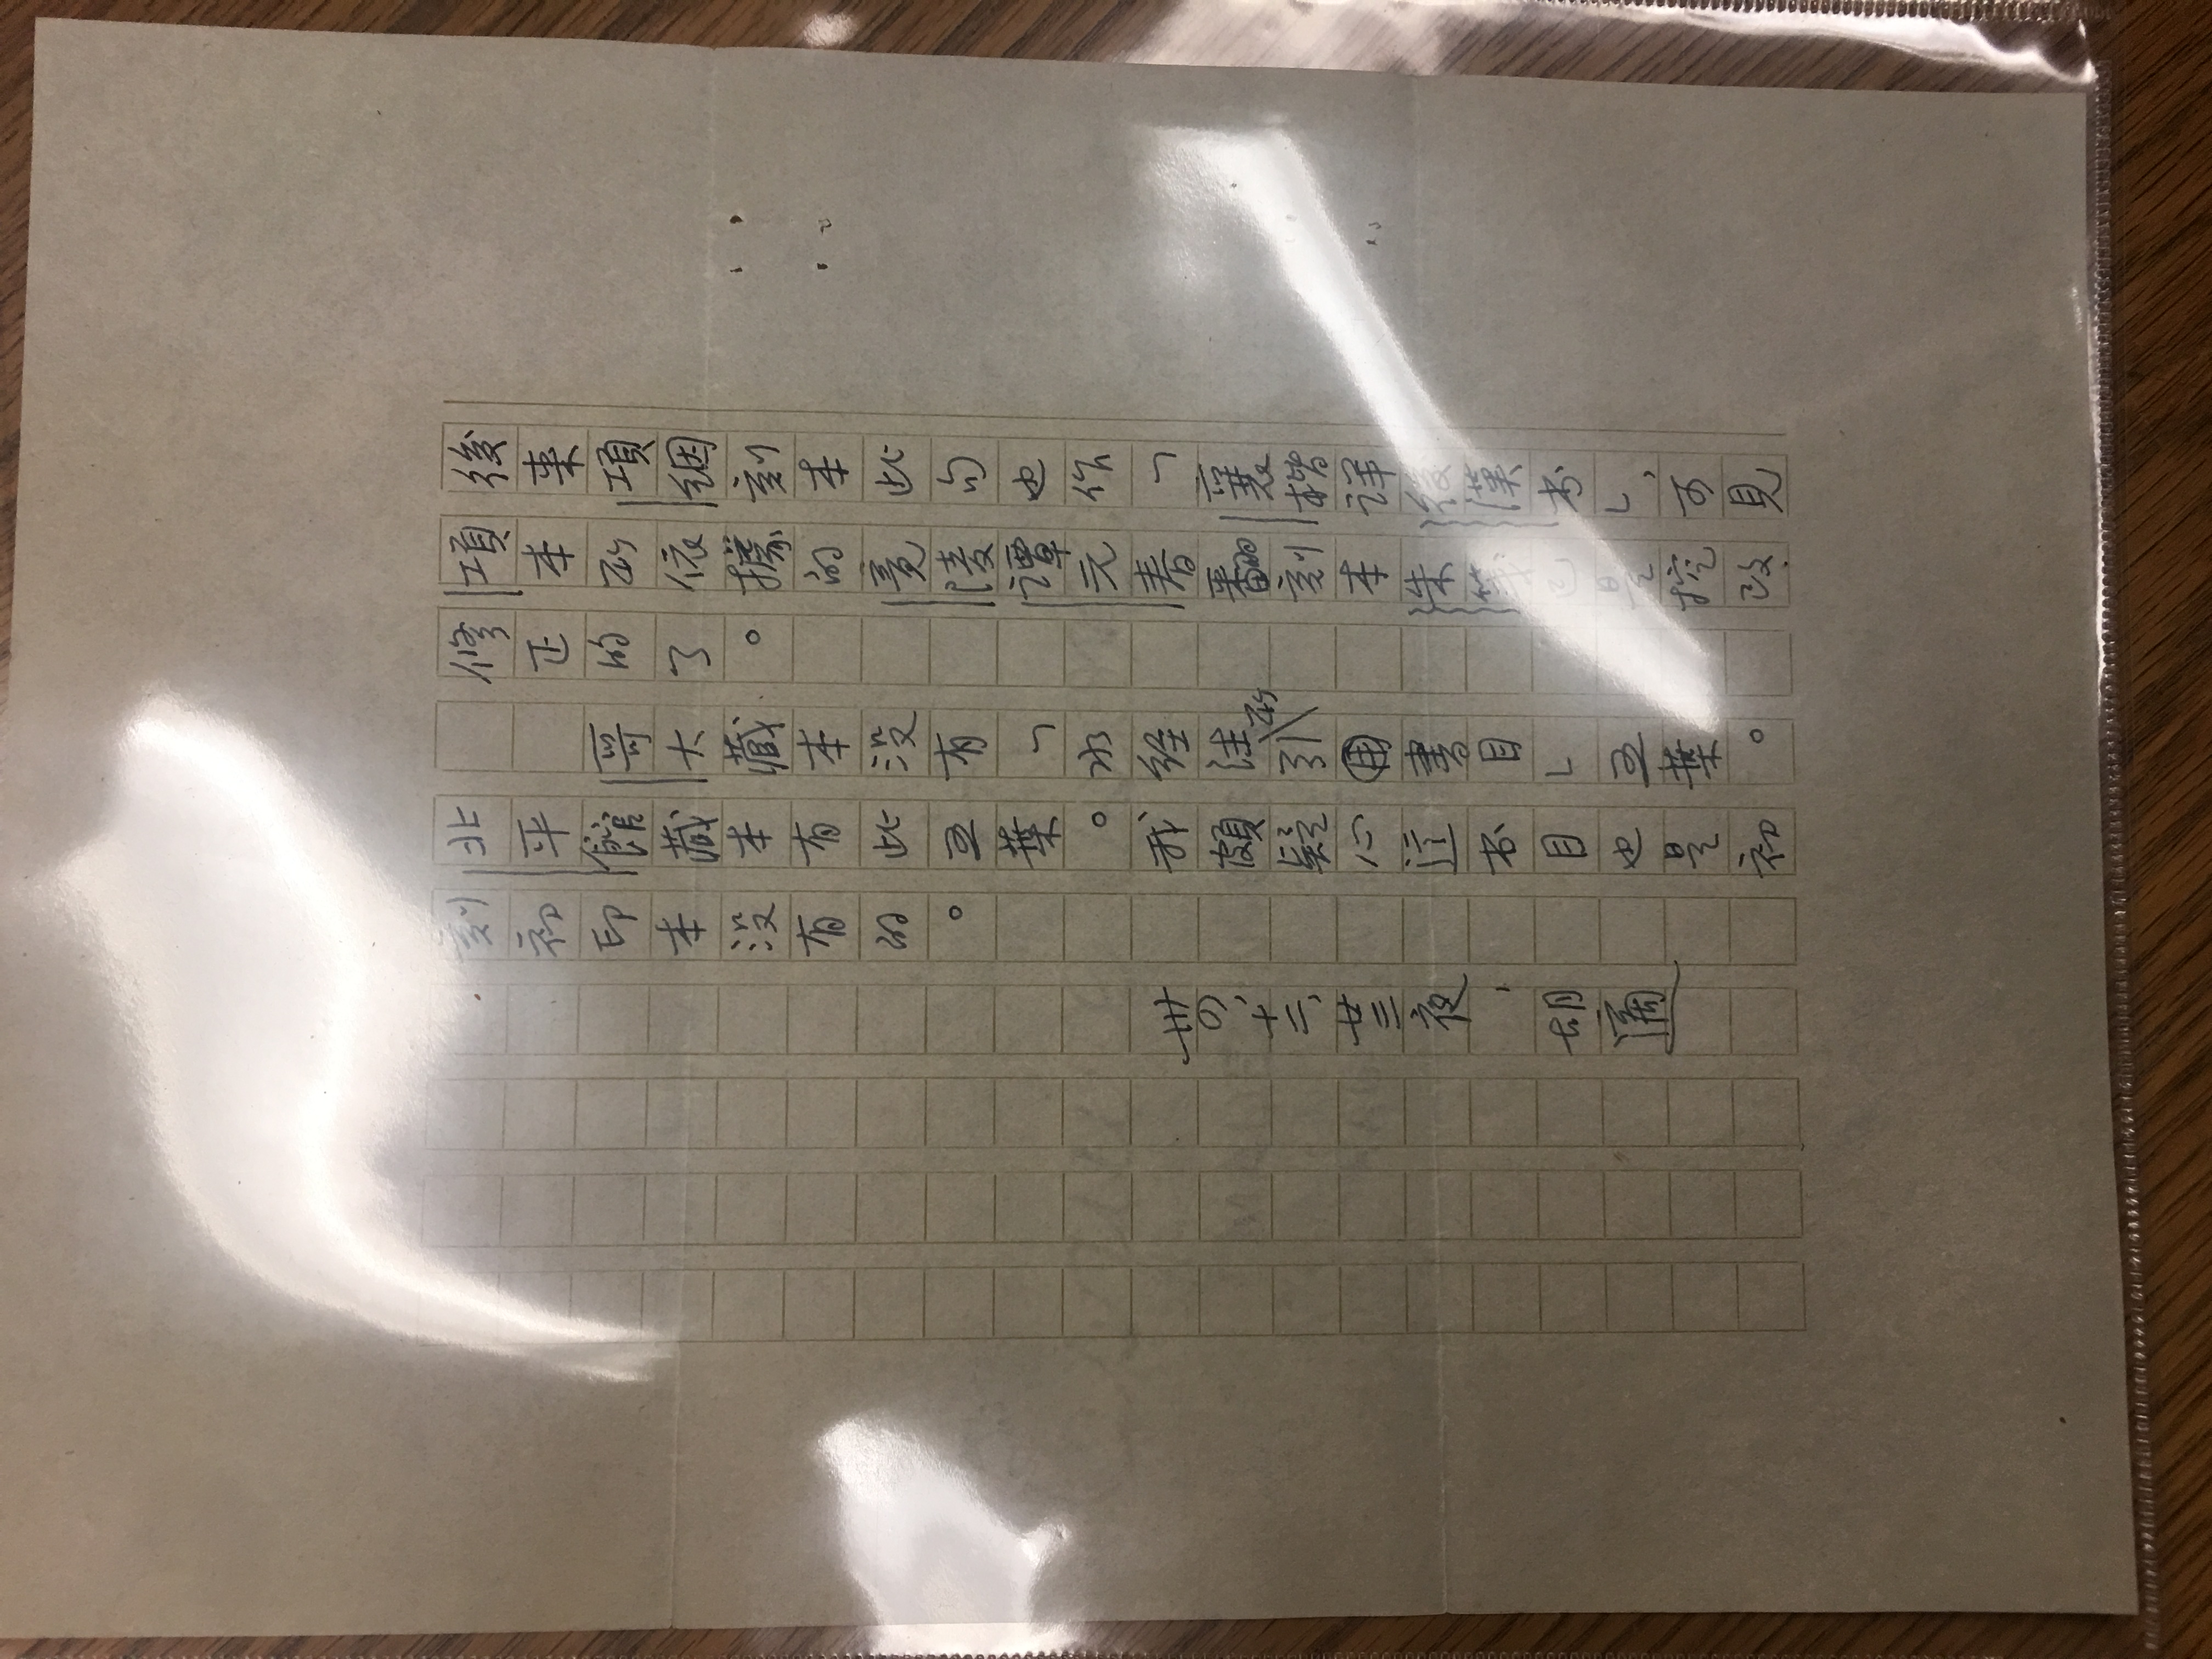 後來項絪刻本此句也作「襄楷詳後漢书」，可見
項本所依據的竟陵譚元春翻刻本朱箋已是挖改
修正的了。
哥大藏本沒有「水經注所引用書目」五葉。
北平館藏本有此五葉。我頗疑心這书目也是初
刻初印本没有的。
卅四、十二、廿三夜，胡適